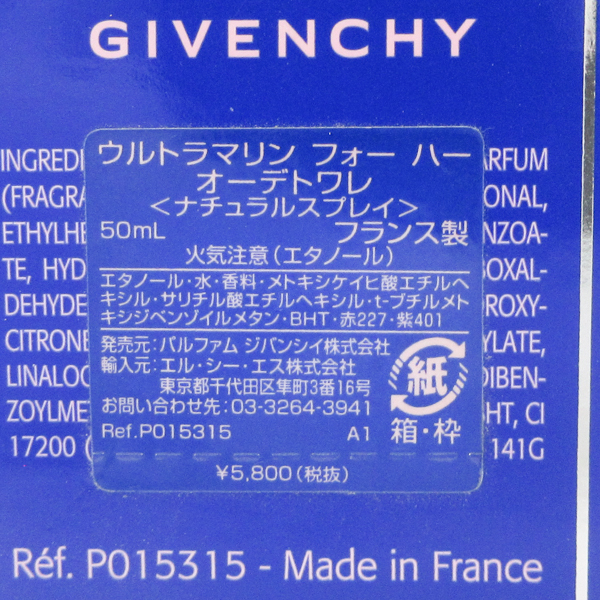 GIVENCHY
INGREDI ARFUM
(FRAGRA ONAL,
ETHYLHE NZOA-
TE, HYD BOXAL-
DEHYDE ROXY-
CITRONE YLATE,
LINALOO DIBEN-
ZOYLME HT, CI
17200 ( 141G
ウルトラマリン フォー ハー
オーデトワレ
<ナチュラルスプレイ>
50mL フランス製
火気注意(エタノール)
エタノール・水・香料・メトキシケイヒ酸エチルヘ
キシル・サリチル酸エチルヘキシル・t-ブチルメト
キシジベンゾイルメタン・BHT・赤227・紫401
発売元:パルファム ジバンシイ株式会社
輸入元:エル・シー・エス株式会社
東京都千代田区隼町3番16号
お問い合わせ先:03-3264-3941
Ref.P015315 A1
紙
箱・枠
¥5,800(税抜)
Réf. P015315 - Made in France